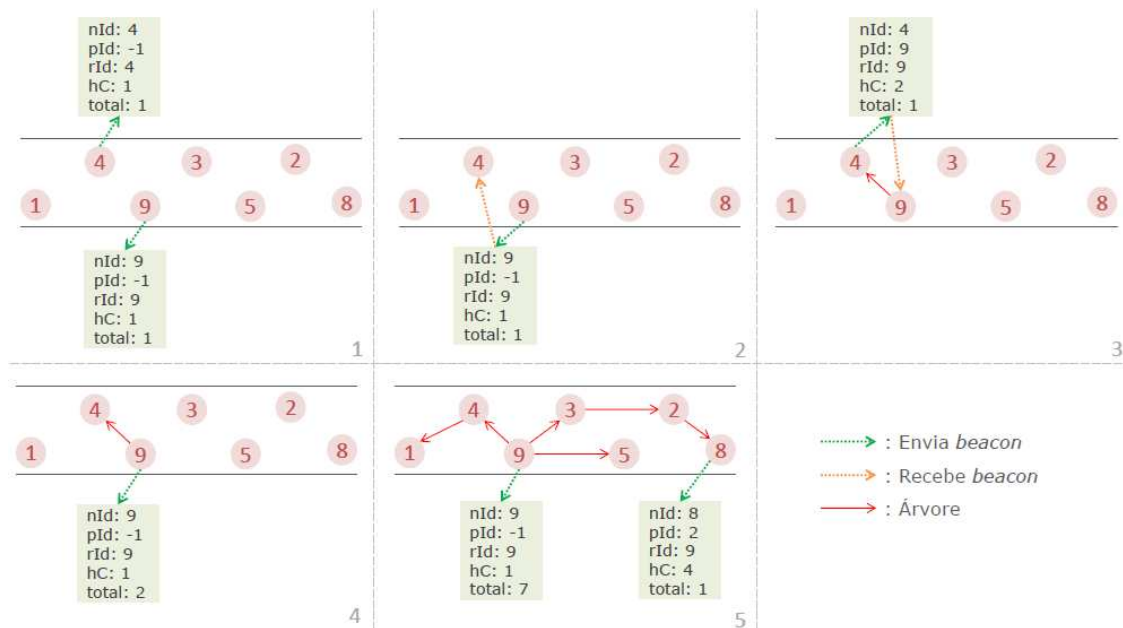 nId: 4
pId: -1
rId: 4
hC: 1
total: 1
4 3 2
1 9 5 8
nId: 9
pId: -1
rId: 9
hC: 1
total: 1
1
4 3 2
1 9 5 8
nId: 9
pId: -1
rId: 9
hC: 1
total: 1
2
nId: 4
pId: 9
rId: 9
hC: 2
total: 1
4 3 2
1 9 5 8
3
4 3 2
1 9 5 8
nId: 9
pId: -1
rId: 9
hC: 1
total: 2
4
4 3 2
1 9 5 8
nId: 9
pId: -1
rId: 9
hC: 1
total: 7
nId: 8
pId: 2
rId: 9
hC: 4
total: 1
5
: Envia beacon
: Recebe beacon
: Árvore